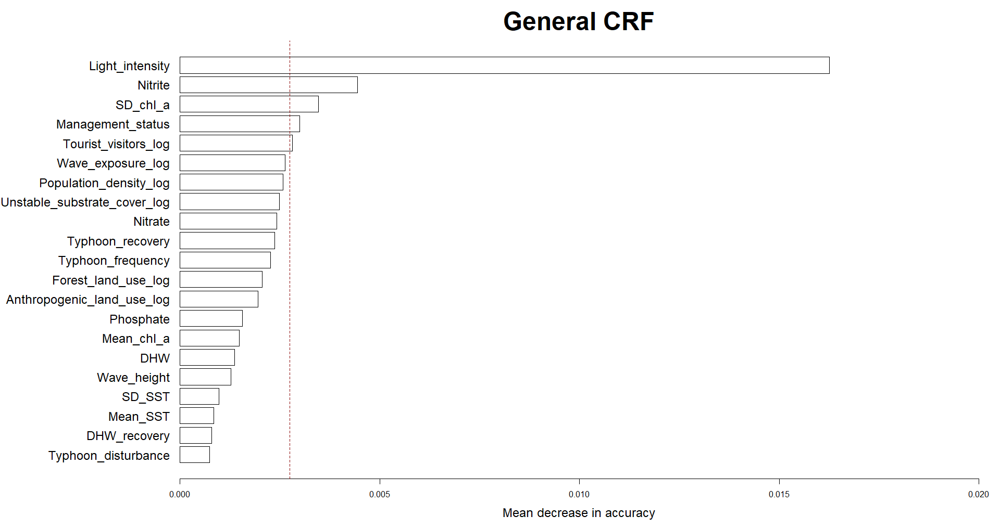 General CRF
Light_intensity
Nitrite
SD_chl_a
Management_status
Tourist_visitors_log
Wave_exposure_log
Population_density_log
Unstable_substrate_cover_log
Nitrate
Typhoon_recovery
Typhoon_frequency
Forest_land_use_log
Anthropogenic_land_use_log
Phosphate
Mean_chl_a
DHW
Wave_height
SD_SST
Mean_SST
DHW_recovery
Typhoon_disturbance
0.000 0.005 0.010 0.015 0.020
Mean decrease in accuracy